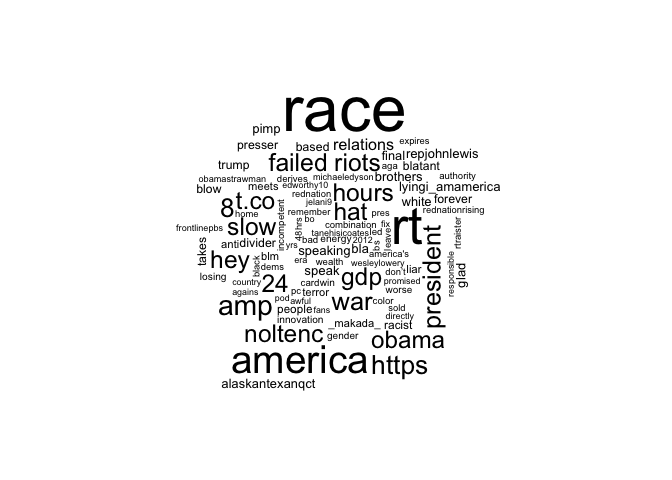 race
pimp
presser based relations expires
failed riots final repjohnlewis
trump aga blatant
obamastrawman derives michaeledyson brothers authority
blow meets edworthy10 hours lyingi_amamerica
rednation
jelani9 white forever
8 t.co remember hat pres rednationrising
home bo
frontlinepbs slow incompetent 48hrs combination fix rt
tanehisicoates led leave
takes anti divider yrs bad energy 2012 bs america's president rtraister
hey black blm speaking bla
dems era wealth wesleylowery
losing speak gdp don't liar responsible glad
country 24 cardwin promised
agains pc terror worse
pod awful
amp people fans war color sold
directly
innovation _makada_ racist
noltenc gender obama
america https
alaskantexanqct